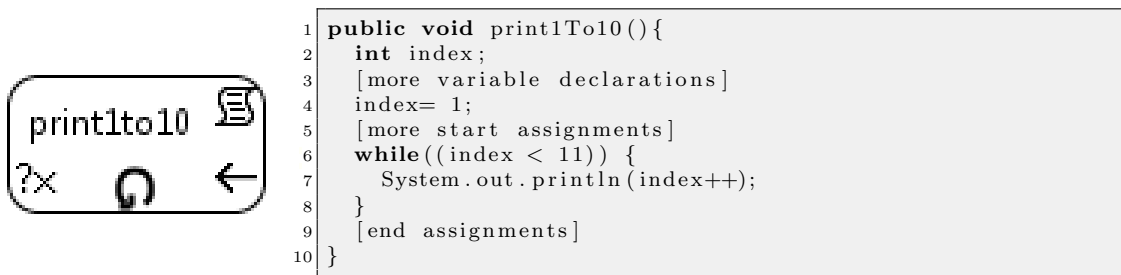 print1to10
?×
1 public void print1To10(){
2   int index;
3   [more variable declarations]
4   index= 1;
5   [more start assignments]
6   while((index < 11)) {
7     System.out.println(index++);
8   }
9   [end assignments]
10 }